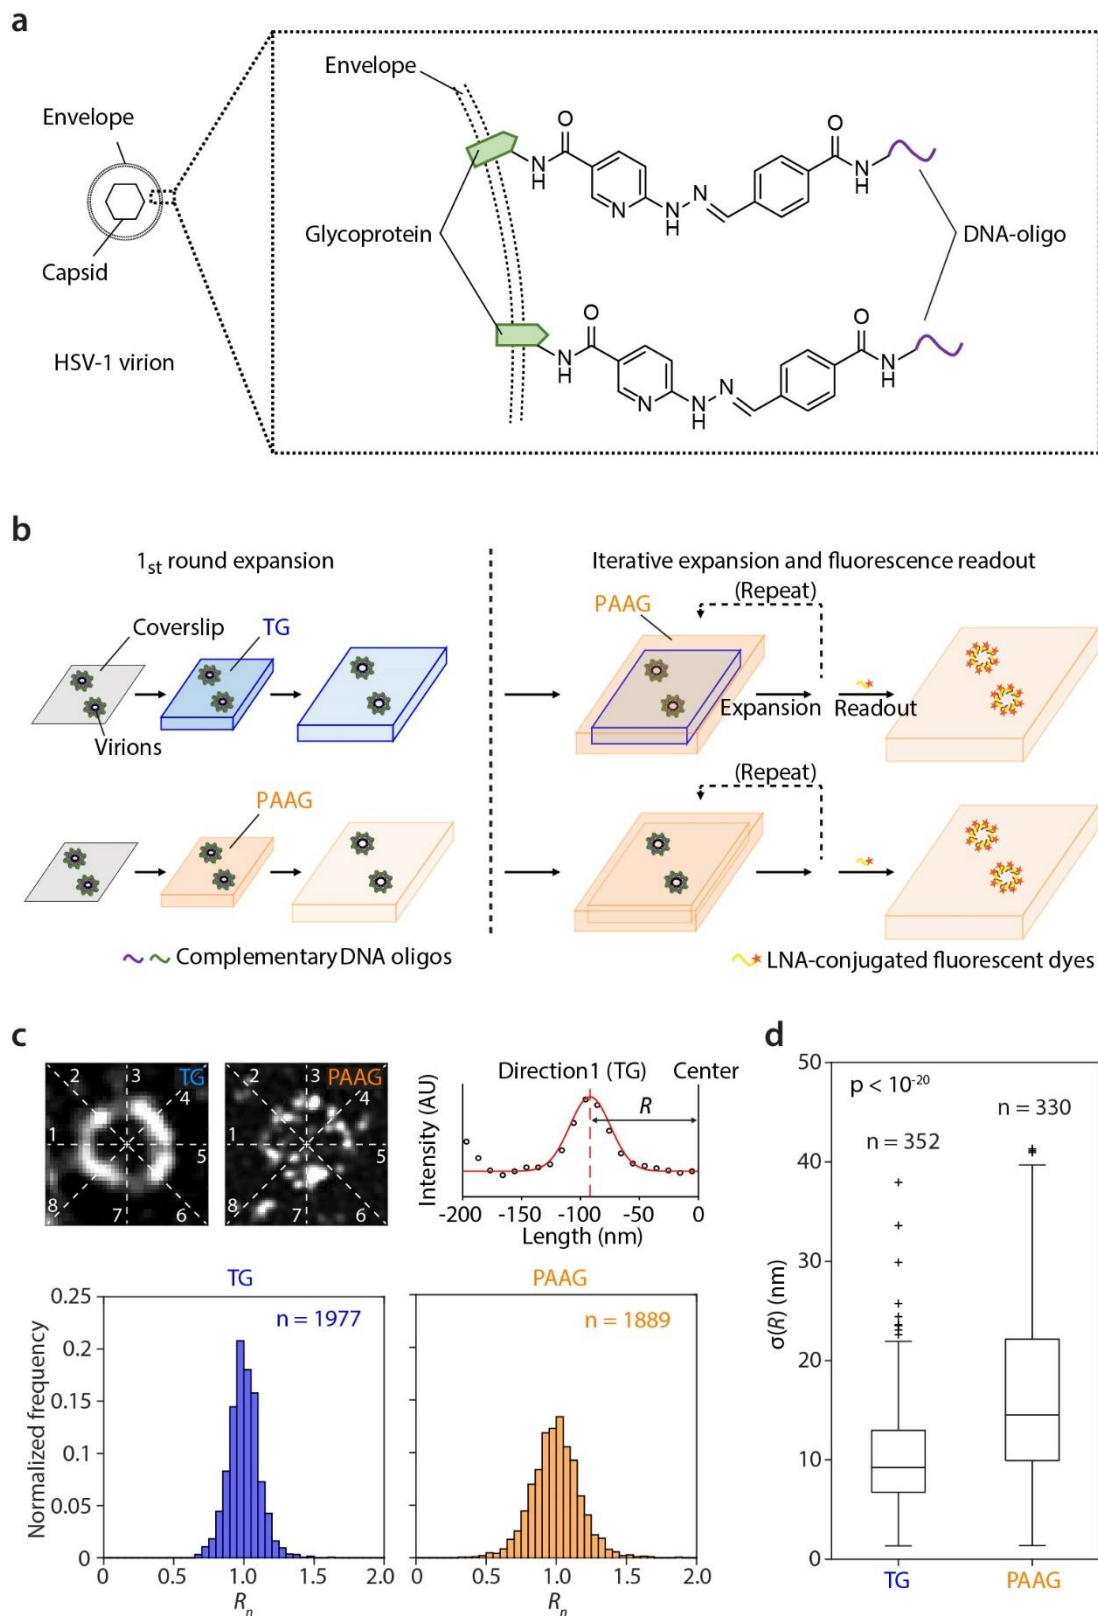 a
Envelope
Envelope
Capsid
HSV-1 virion
Glycoprotein
DNA-oligo
O
N
H
N
N
H
N
O
N
H
O
N
H
N
N
H
N
O
N
H
b
1st round expansion
Iterative expansion and fluorescence readout
Coverslip
TG
Virions
PAAG
(Repeat)
Expansion
Readout
PAAG
(Repeat)
Complementary DNA oligos
LNA-conjugated fluorescent dyes
c
TG
1
2
3
4
5
6
7
8
PAAG
1
2
3
4
5
6
7
8
Direction1 (TG)
Center
R
Intensity (AU)
-200 -150 -100 -50 0
Length (nm)
TG
n = 1977
Normalized frequency
0.25
0.2
0.15
0.1
0.05
0
0 0.5 1.0 1.5 2.0
Rn
PAAG
n = 1889
0 0.5 1.0 1.5 2.0
Rn
d
p < 10-20
n = 352
n = 330
σ(R) (nm)
50
40
30
20
10
0
TG
PAAG